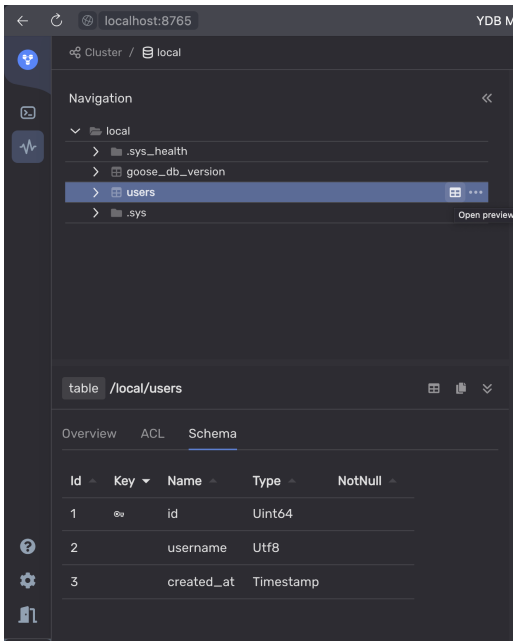 localhost:8765
YDB M
Cluster / local
Navigation
local
.sys_health
goose_db_version
users
.sys
Open preview
table /local/users
Overview ACL Schema
Id Key Name Type NotNull
1 id Uint64
2 username Utf8
3 created_at Timestamp